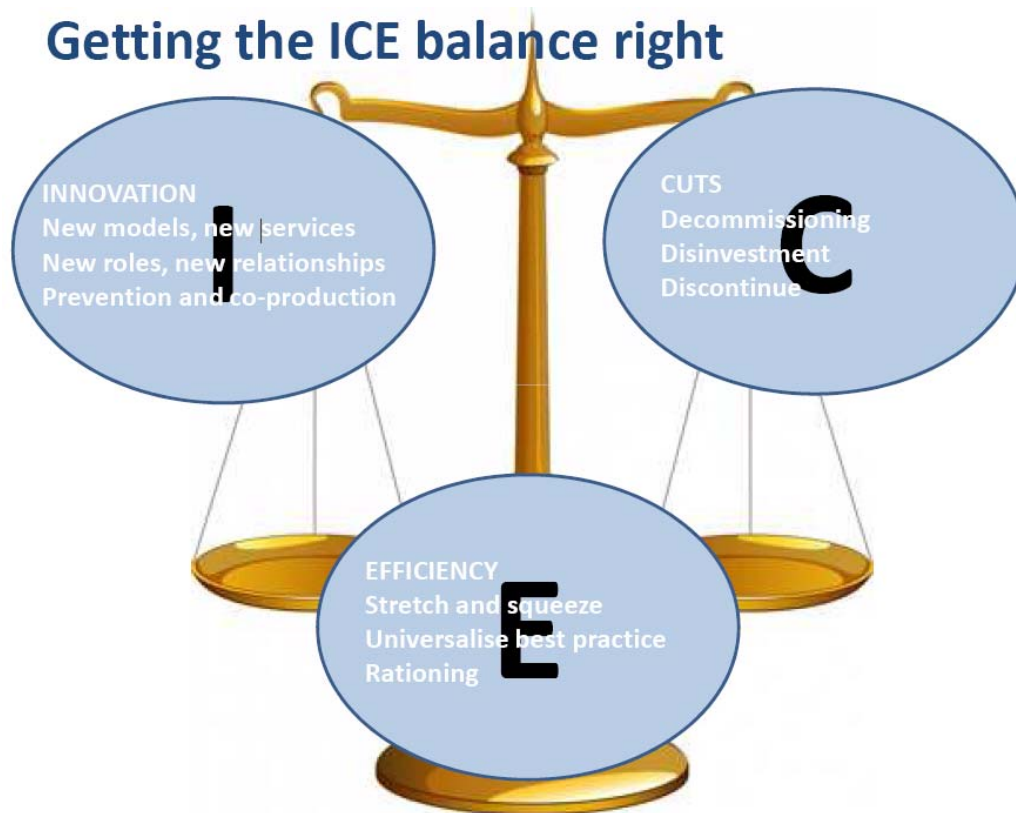 Getting the ICE balance right
I
INNOVATION
New models, new services
New roles, new relationships
Prevention and co-production
C
CUTS
Decommissioning
Disinvestment
Discontinue
E
EFFICIENCY
Stretch and squeeze
Universalise best practice
Rationing